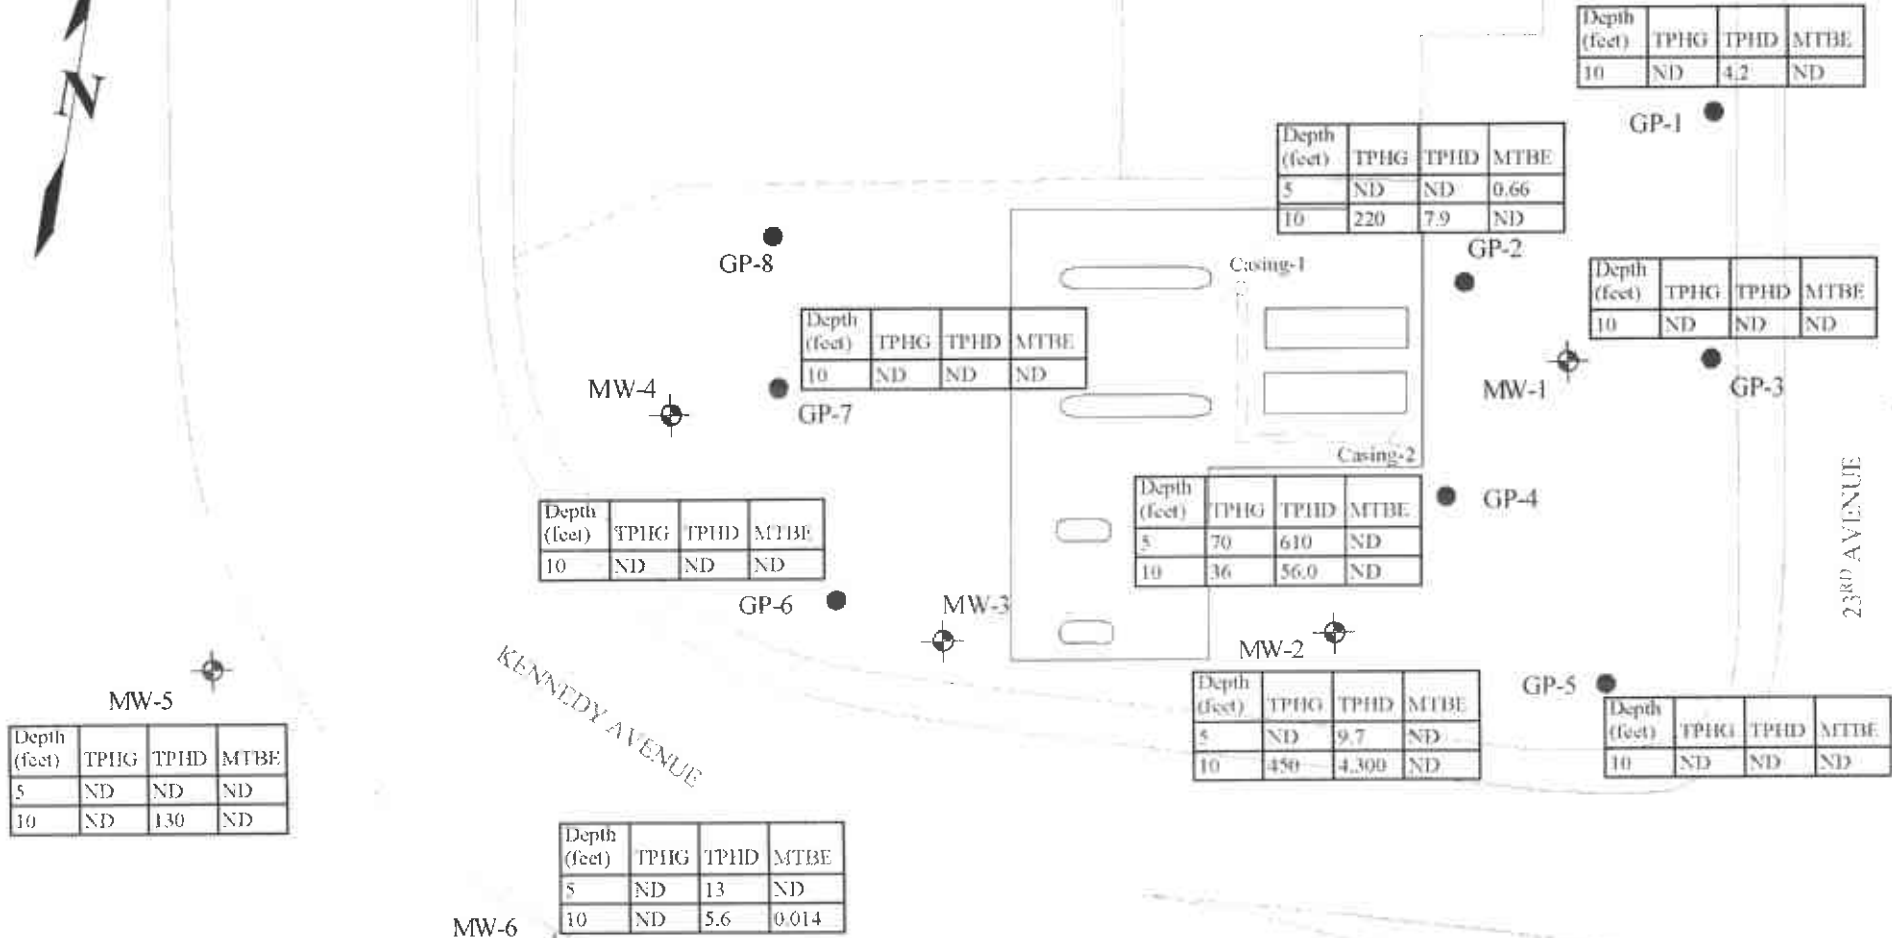 N
Depth (feet) TPHG TPHD MTBE
10 ND 4.2 ND
GP-1
Depth (feet) TPHG TPHD MTBE
5 ND ND 0.66
10 220 7.9 ND
GP-2
GP-8
Casing-1
Depth (feet) TPHG TPHD MTBE
10 ND ND ND
GP-3
MW-1
Depth (feet) TPHG TPHD MTBE
10 ND ND ND
GP-7
MW-4
Casing-2
Depth (feet) TPHG TPHD MTBE
5 70 610 ND
10 36 56.0 ND
GP-4
23RD AVENUE
Depth (feet) TPHG TPHD MTBE
10 ND ND ND
GP-6
MW-3
MW-2
Depth (feet) TPHG TPHD MTBE
5 ND 9.7 ND
10 450 4,300 ND
GP-5
Depth (feet) TPHG TPHD MTBE
10 ND ND ND
KENNEDY AVENUE
MW-5
Depth (feet) TPHG TPHD MTBE
5 ND ND ND
10 ND 130 ND
Depth (feet) TPHG TPHD MTBE
5 ND 13 ND
10 ND 5.6 0.014
MW-6